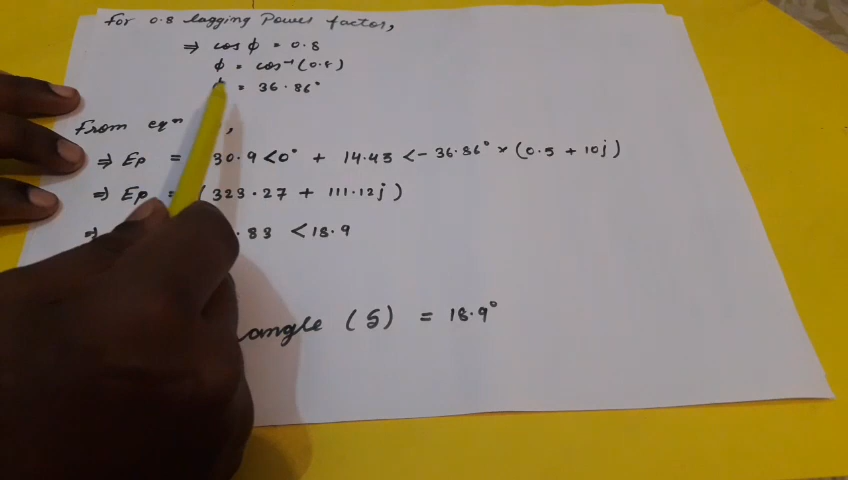 For 0.8 lagging Power factor,
⇒ cos ϕ = 0.8
ϕ = cos⁻¹(0.8)
= 36.86°
From eqⁿ ,
⇒ Ep = 30.9<0° + 14.43 <-36.86° × (0.5 + 10j)
⇒ Ep = (323.27 + 111.12j)
⇒ .83 <18.9
angle (δ) = 18.9°